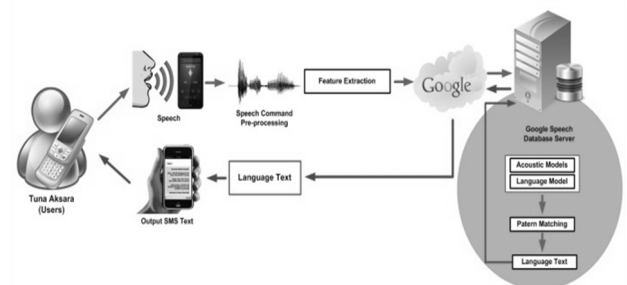 Speech
Speech Command
Pre-processing
Feature Extraction
Google
Google Speech
Database Server
Acoustic Models
Language Model
Patern Matching
Language Text
Language Text
Output SMS Text
Tuna Aksara
(Users)